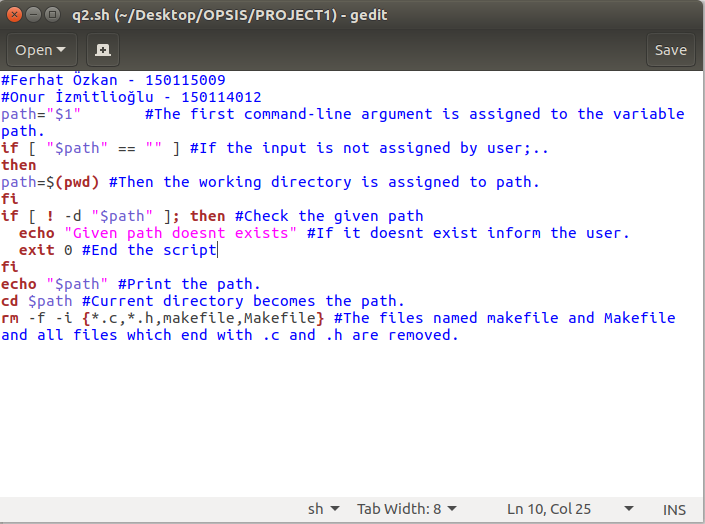 q2.sh (~/Desktop/OPSIS/PROJECT1) - gedit
Open
Save
#Ferhat Özkan - 150115009
#Onur İzmitlioğlu - 150114012
path="$1"       #The first command-line argument is assigned to the variable
path.
if [ "$path" == "" ] #If the input is not assigned by user;..
then
path=$(pwd) #Then the working directory is assigned to path.
fi
if [ ! -d "$path" ]; then #Check the given path
  echo "Given path doesnt exists" #If it doesnt exist inform the user.
  exit 0 #End the script
fi
echo "$path" #Print the path.
cd $path #Current directory becomes the path.
rm -f -i {*.c,*.h,makefile,Makefile} #The files named makefile and Makefile
and all files which end with .c and .h are removed.
sh Tab Width: 8 Ln 10, Col 25 INS